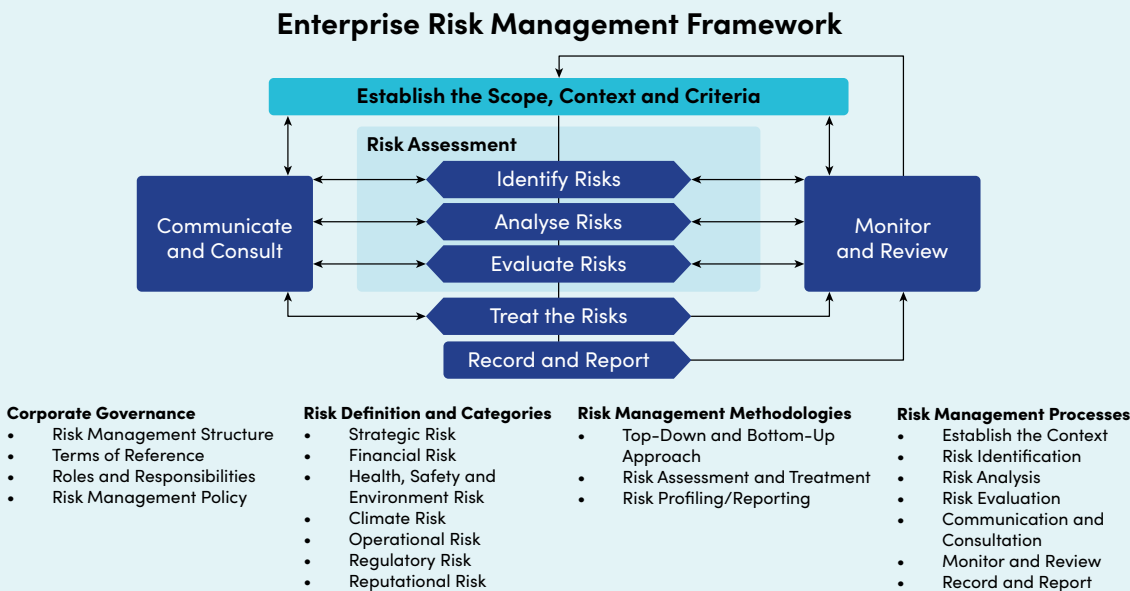 Enterprise Risk Management Framework
Establish the Scope, Context and Criteria
Risk Assessment
Identify Risks
Analyse Risks
Evaluate Risks
Communicate
and Consult
Monitor
and Review
Treat the Risks
Record and Report
Corporate Governance
• Risk Management Structure
• Terms of Reference
• Roles and Responsibilities
• Risk Management Policy
Risk Definition and Categories
• Strategic Risk
• Financial Risk
• Health, Safety and
Environment Risk
• Climate Risk
• Operational Risk
• Regulatory Risk
• Reputational Risk
Risk Management Methodologies
• Top-Down and Bottom-Up
Approach
• Risk Assessment and Treatment
• Risk Profiling/Reporting
Risk Management Processes
• Establish the Context
• Risk Identification
• Risk Analysis
• Risk Evaluation
• Communication and
Consultation
• Monitor and Review
• Record and Report